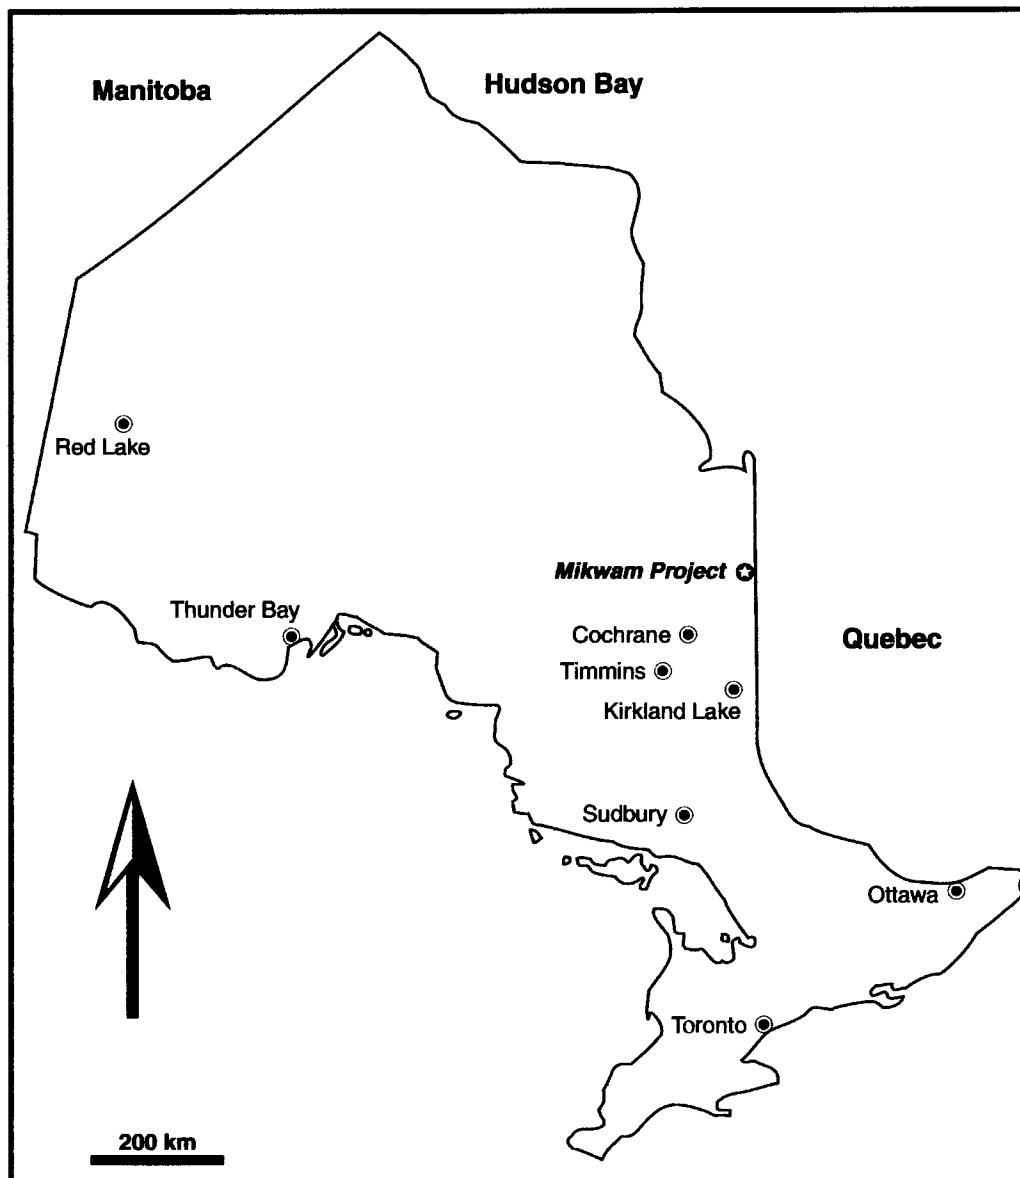 Manitoba
Hudson Bay
Red Lake
Mikwam Project
Thunder Bay
Cochrane
Quebec
Timmins
Kirkland Lake
Sudbury
Ottawa
Toronto
200 km